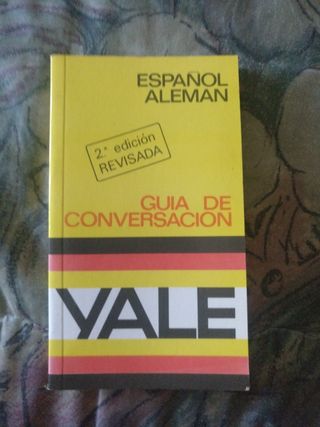 ESPAÑOL
ALEMAN
2.ª edición
REVISADA
GUIA DE
CONVERSACION
YALE